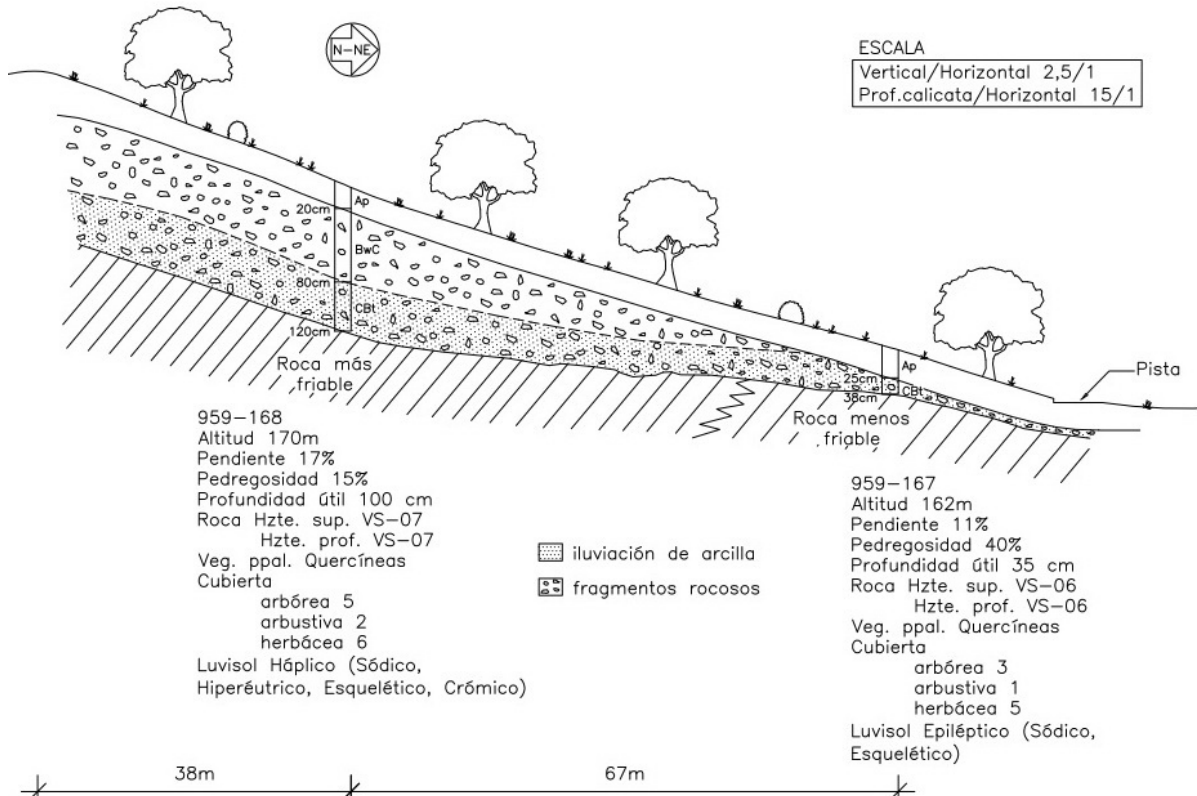 N-NE
ESCALA
Vertical/Horizontal 2,5/1
Prof.calicata/Horizontal 15/1
Ap
20cm
BwC
80cm
CBt
120cm
Roca más
friable
Ap
25cm
CBt
38cm
Roca menos
friable
Pista
959-168
Altitud 170m
Pendiente 17%
Pedregosidad 15%
Profundidad útil 100 cm
Roca Hzte. sup. VS-07
Hzte. prof. VS-07
Veg. ppal. Quercíneas
Cubierta
arbórea 5
arbustiva 2
herbácea 6
Luvisol Háplico (Sódico,
Hiperéutrico, Esquelético, Crómico)
iluviación de arcilla
fragmentos rocosos
959-167
Altitud 162m
Pendiente 11%
Pedregosidad 40%
Profundidad útil 35 cm
Roca Hzte. sup. VS-06
Hzte. prof. VS-06
Veg. ppal. Quercíneas
Cubierta
arbórea 3
arbustiva 1
herbácea 5
Luvisol Epiléptico (Sódico,
Esquelético)
38m
67m